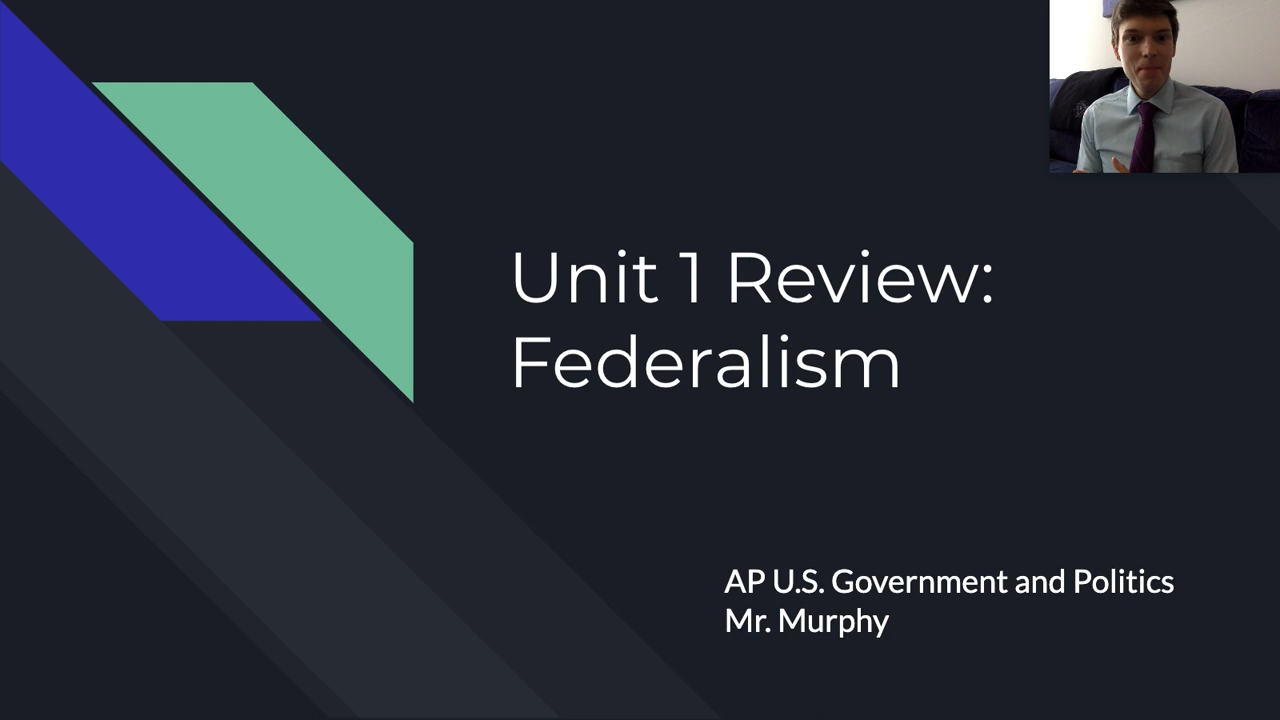 Unit 1 Review:
Federalism
AP U.S. Government and Politics
Mr. Murphy